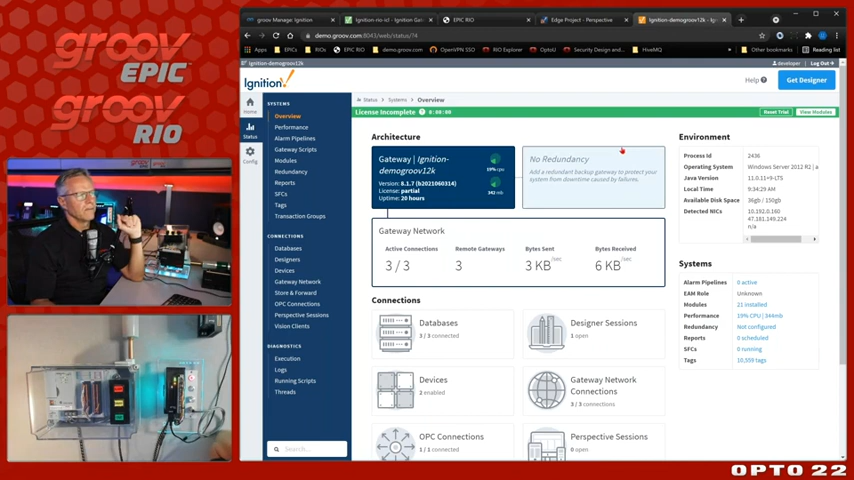 groov
EPIC
groov
RIO
groov Manage: Ignition
Ignition-rio-ict - Ignition Ga
EPIC RIO
Edge Project - Perspective
Ignition-demogroov12k - Ig
demo.groov.com:8043/web/status/?4
Apps
EPICs
RIOs
EPIC RIO
demo.groov.com
OpenVPN SSO
RIO Explorer
OptoU
Security Design and...
HiveMQ
Other bookmarks
Reading list
Ignition-demogroov12k
developer
Log Out
Ignition!
Help
Get Designer
Home
Status
Config
SYSTEMS
Overview
Performance
Alarm Pipelines
Gateway Scripts
Modules
Redundancy
Reports
SFCs
Tags
Transaction Groups
CONNECTIONS
Databases
Designers
Devices
Gateway Network
Store & Forward
OPC Connections
Perspective Sessions
Vision Clients
DIAGNOSTICS
Execution
Logs
Running Scripts
Threads
Search...
Status > Systems > Overview
License Incomplete 0:00:00
Reset Trial
View Modules
Architecture
Gateway | Ignition-
demogroov12k
Version: 8.1.7 (b2021060314)
License: partial
Uptime: 20 hours
19% cpu
342 mb
No Redundancy
Add a redundant backup gateway to protect your
system from downtime caused by failures.
Gateway Network
Active Connections
Remote Gateways
Bytes Sent
Bytes Received
3 / 3
3
3 KB /sec
6 KB /sec
Connections
Databases
3 / 3 connected
Designer Sessions
1 open
Devices
2 enabled
Gateway Network
Connections
3 / 3 connections
OPC Connections
1 / 1 connected
Perspective Sessions
0 open
Environment
Process Id 2436
Operating System Windows Server 2012 R2 | a
Java Version 11.0.11+9-LTS
Local Time 9:34:29 AM
Available Disk Space 36gb / 150gb
Detected NICs 10.192.0.160
47.181.149.224
n/a
Systems
Alarm Pipelines 0 active
EAM Role Unknown
Modules 21 installed
Performance 19% CPU | 344mb
Redundancy Not configured
Reports 0 scheduled
SFCs 0 running
Tags 10,559 tags
OPTO 22